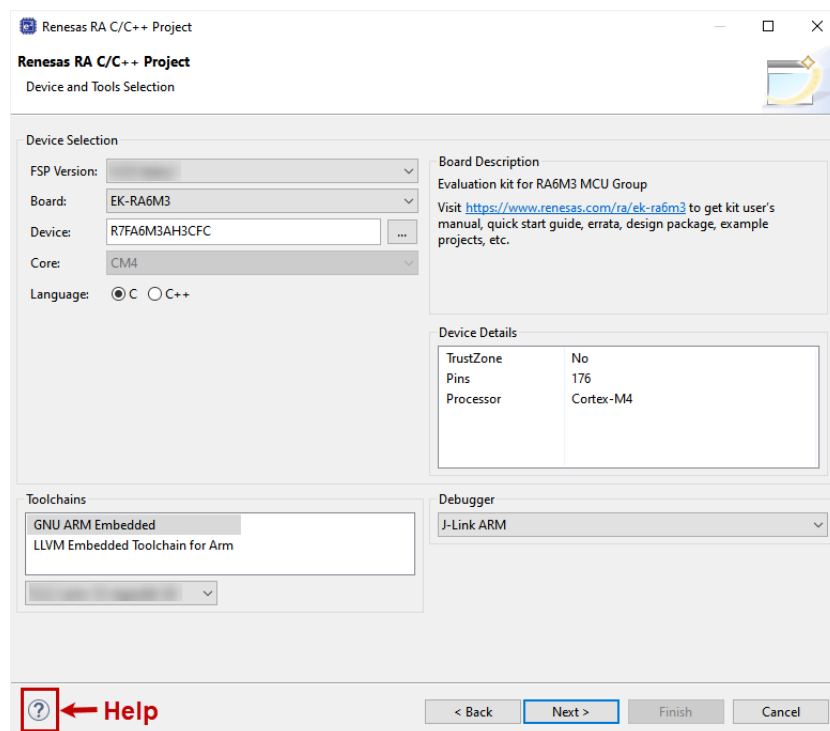 Renesas RA C/C++ Project
Renesas RA C/C++ Project
Device and Tools Selection
Device Selection
FSP Version:
Board: EK-RA6M3
Device: R7FA6M3AH3CFC ...
Core: CM4
Language: C C++
Board Description
Evaluation kit for RA6M3 MCU Group
Visit https://www.renesas.com/ra/ek-ra6m3 to get kit user's
manual, quick start guide, errata, design package, example
projects, etc.
Device Details
TrustZone No
Pins 176
Processor Cortex-M4
Toolchains
GNU ARM Embedded
LLVM Embedded Toolchain for Arm
Debugger
J-Link ARM
? Help
< Back Next > Finish Cancel